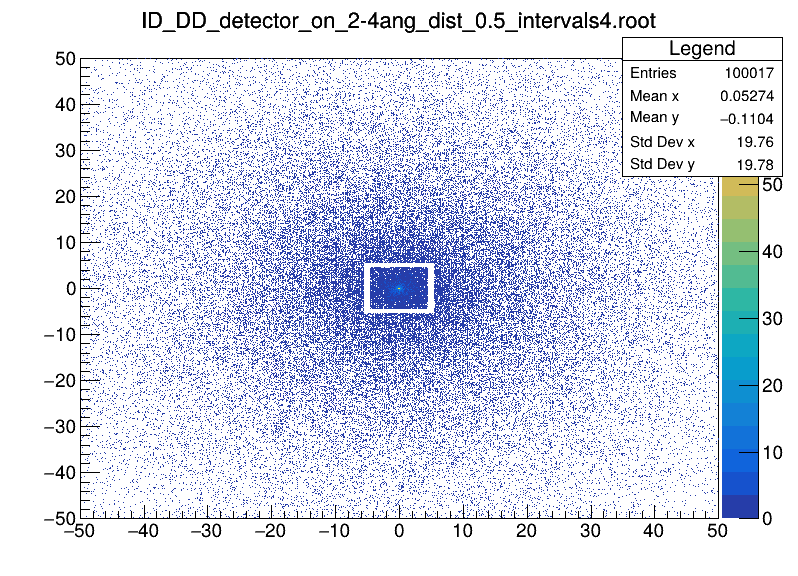 ID_DD_detector_on_2-4ang_dist_0.5_intervals4.root
Legend
Entries 100017
Mean x 0.05274
Mean y −0.1104
Std Dev x 19.76
Std Dev y 19.78
50
40
30
20
10
0
−10
−20
−30
−40
−50
−50 −40 −30 −20 −10 0 10 20 30 40 50
50
40
30
20
10
0